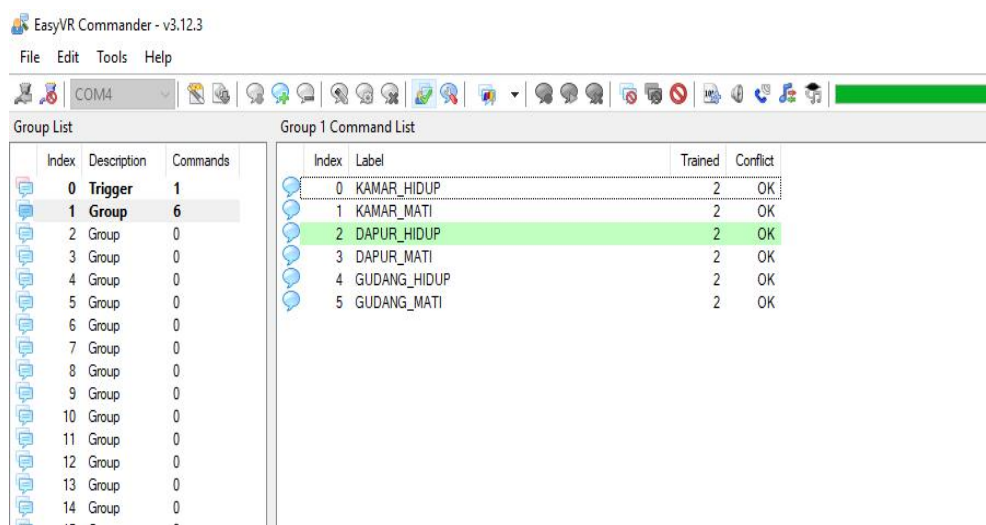 EasyVR Commander - v3.12.3
File Edit Tools Help
COM4
Group List
Index Description Commands
0 Trigger 1
1 Group 6
2 Group 0
3 Group 0
4 Group 0
5 Group 0
6 Group 0
7 Group 0
8 Group 0
9 Group 0
10 Group 0
11 Group 0
12 Group 0
13 Group 0
14 Group 0
Group 1 Command List
Index Label Trained Conflict
0 KAMAR_HIDUP 2 OK
1 KAMAR_MATI 2 OK
2 DAPUR_HIDUP 2 OK
3 DAPUR_MATI 2 OK
4 GUDANG_HIDUP 2 OK
5 GUDANG_MATI 2 OK